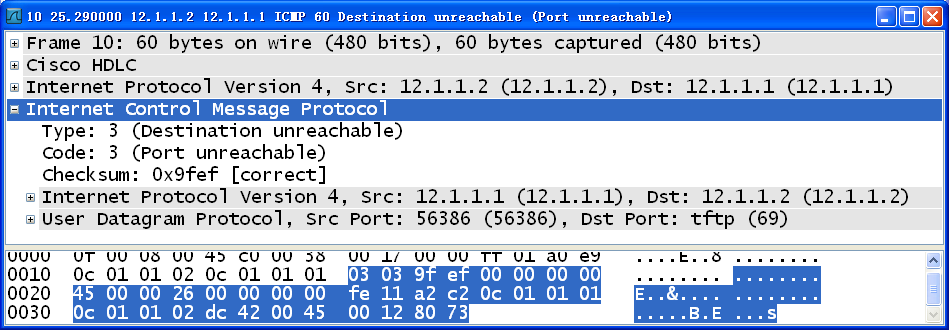 10 25.290000 12.1.1.2 12.1.1.1 ICMP 60 Destination unreachable (Port unreachable)
Frame 10: 60 bytes on wire (480 bits), 60 bytes captured (480 bits)
Cisco HDLC
Internet Protocol Version 4, Src: 12.1.1.2 (12.1.1.2), Dst: 12.1.1.1 (12.1.1.1)
Internet Control Message Protocol
Type: 3 (Destination unreachable)
Code: 3 (Port unreachable)
Checksum: 0x9fef [correct]
Internet Protocol Version 4, Src: 12.1.1.1 (12.1.1.1), Dst: 12.1.1.2 (12.1.1.2)
User Datagram Protocol, Src Port: 56386 (56386), Dst Port: tftp (69)
0000 0f 00 08 00 45 c0 00 38 00 17 00 00 ff 01 a0 e9 ....E..8 ........
0010 0c 01 01 02 0c 01 01 01 03 03 9f ef 00 00 00 00 ........ ........
0020 45 00 00 26 00 00 00 00 fe 11 a2 c2 0c 01 01 01 E..&.... ........
0030 0c 01 01 02 dc 42 00 45 00 12 80 73 .....B.E ...s